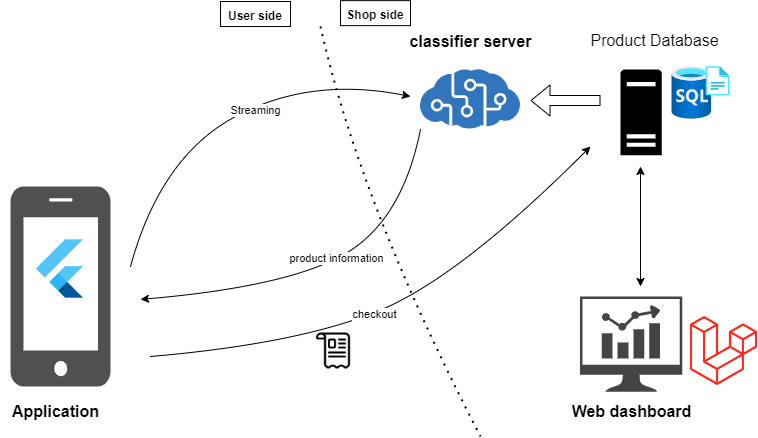 User side
Shop side
classifier server
Product Database
SQL
Streaming
product information
checkout
Application
Web dashboard